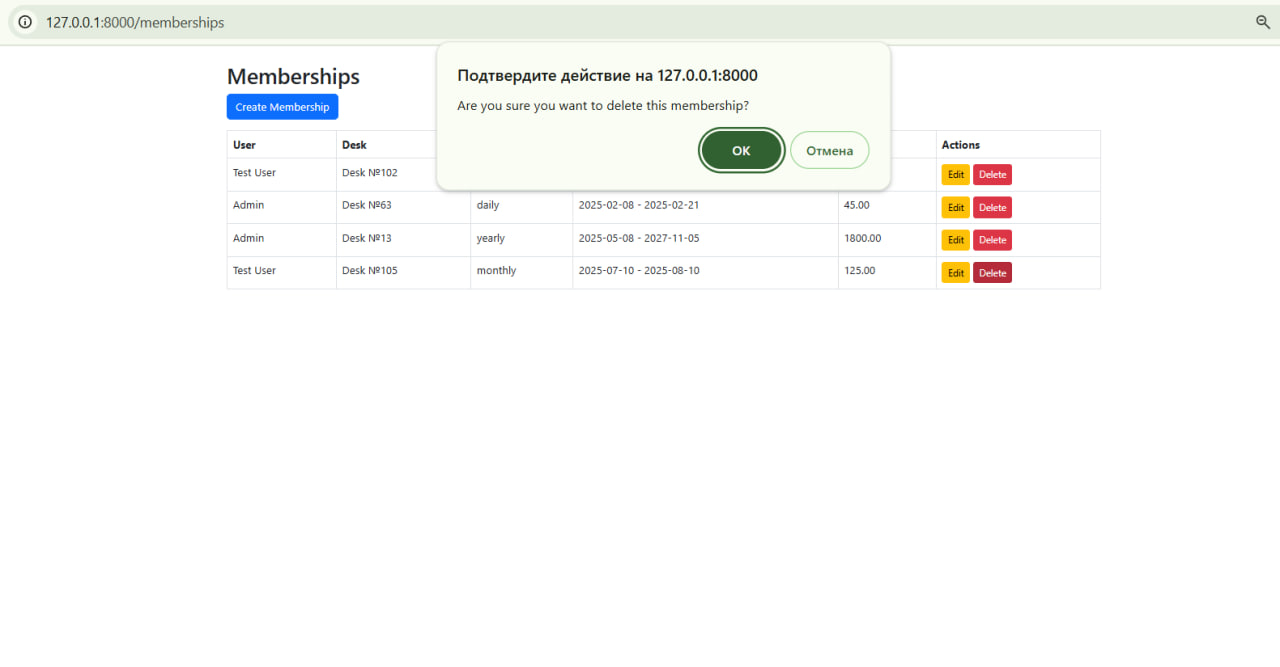 127.0.0.1:8000/memberships
Memberships
Create Membership
Подтвердите действие на 127.0.0.1:8000
Are you sure you want to delete this membership?
OK Отмена
User Desk Actions
Test User Desk №102 Edit Delete
Admin Desk №63 daily 2025-02-08 - 2025-02-21 45.00 Edit Delete
Admin Desk №13 yearly 2025-05-08 - 2027-11-05 1800.00 Edit Delete
Test User Desk №105 monthly 2025-07-10 - 2025-08-10 125.00 Edit Delete